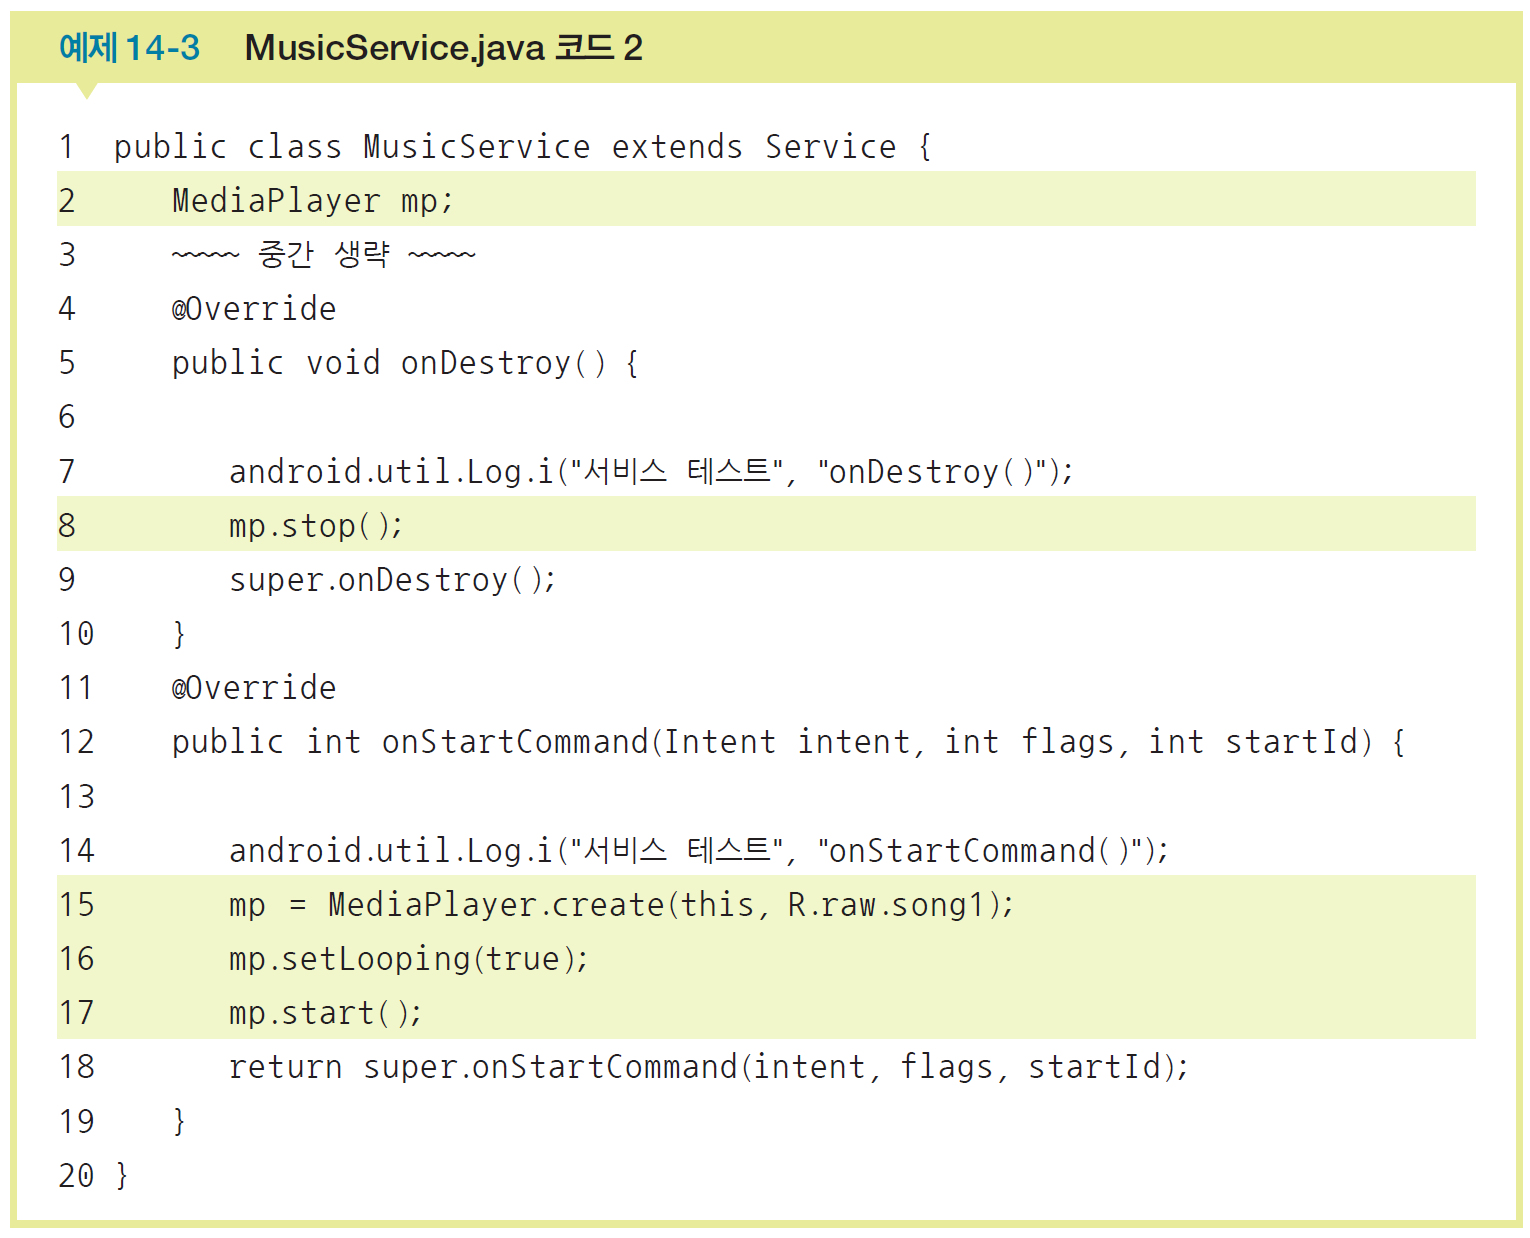 예제 14-3 MusicService.java 코드 2
1 public class MusicService extends Service {
2 MediaPlayer mp;
3 ~~~~~ 중간 생략 ~~~~~
4 @Override
5 public void onDestroy() {
6
7 android.util.Log.i("서비스 테스트", "onDestroy()");
8 mp.stop();
9 super.onDestroy();
10 }
11 @Override
12 public int onStartCommand(Intent intent, int flags, int startId) {
13
14 android.util.Log.i("서비스 테스트", "onStartCommand()");
15 mp = MediaPlayer.create(this, R.raw.song1);
16 mp.setLooping(true);
17 mp.start();
18 return super.onStartCommand(intent, flags, startId);
19 }
20 }